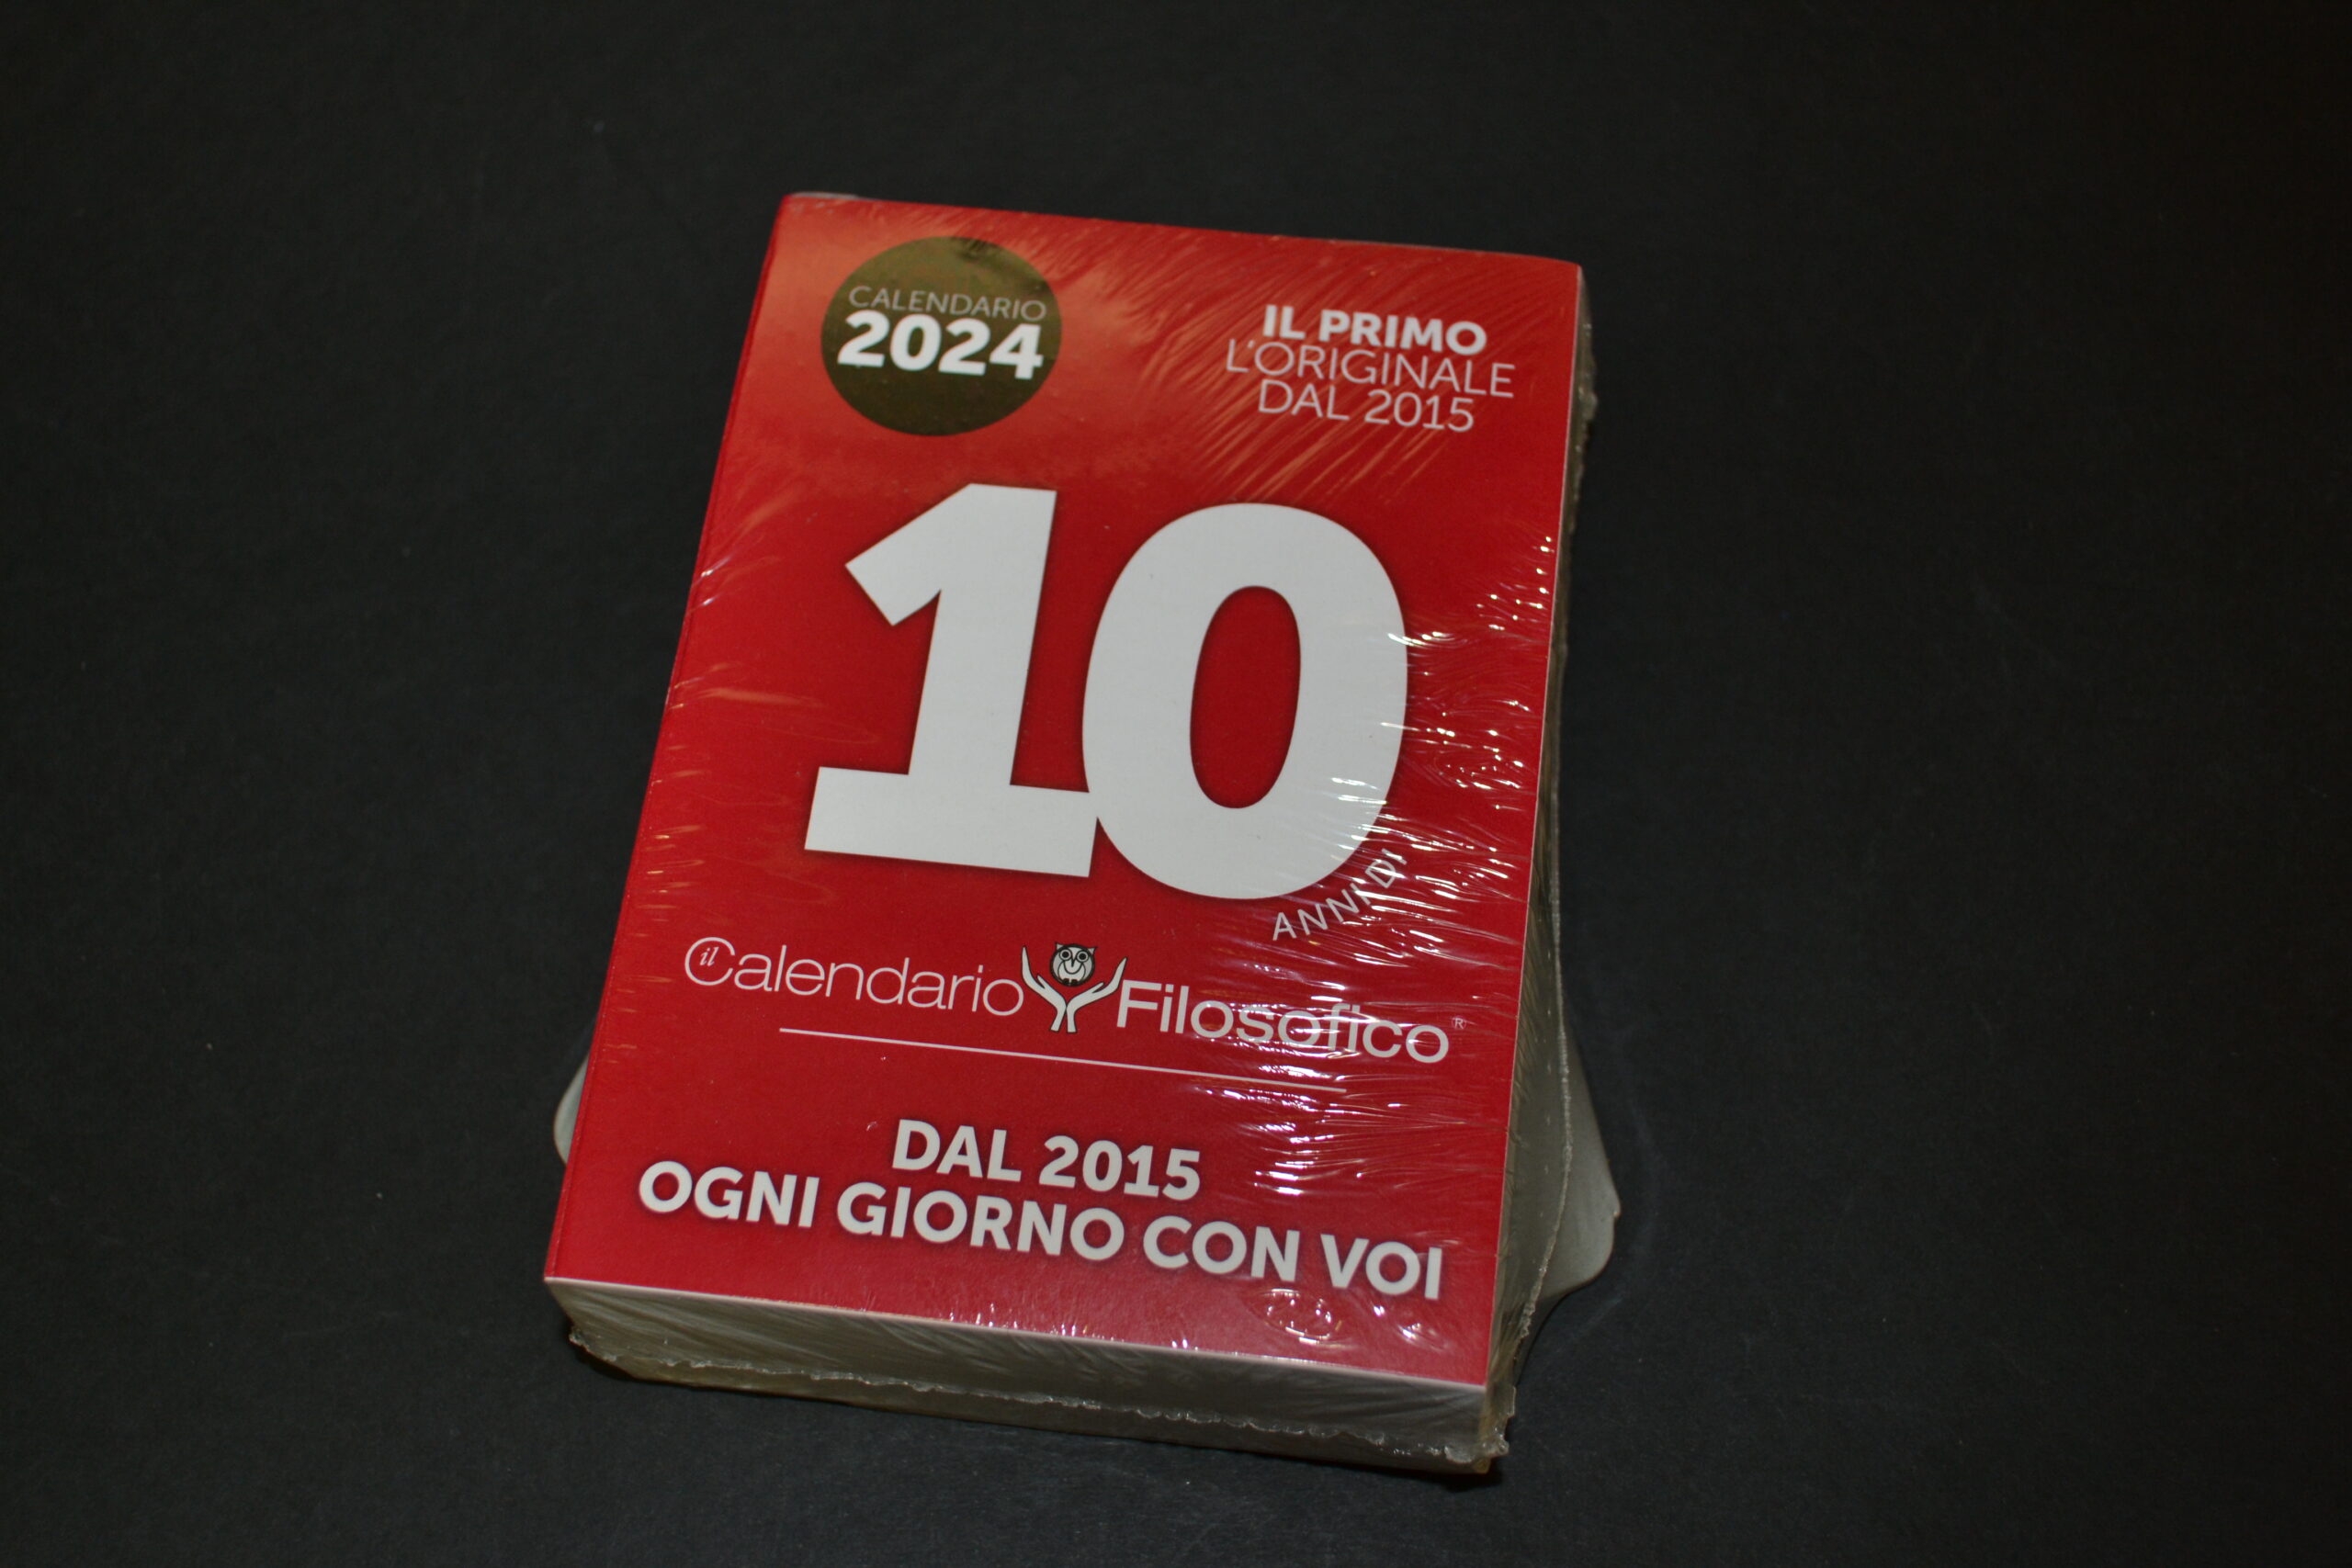 CALENDARIO
2024
IL PRIMO
L'ORIGINALE
DAL 2015
10
ANNI DI
il Calendario Filosofico®
DAL 2015
OGNI GIORNO CON VOI